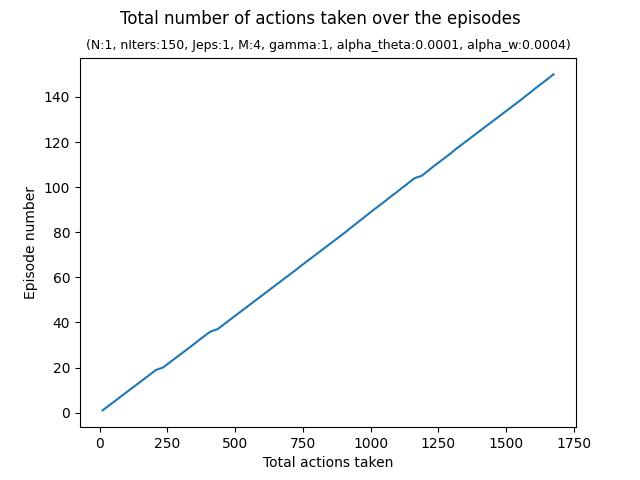 Total number of actions taken over the episodes
(N:1, nIters:150, Jeps:1, M:4, gamma:1, alpha_theta:0.0001, alpha_w:0.0004)
140
120
100
80
60
40
20
0
Episode number
0 250 500 750 1000 1250 1500 1750
Total actions taken